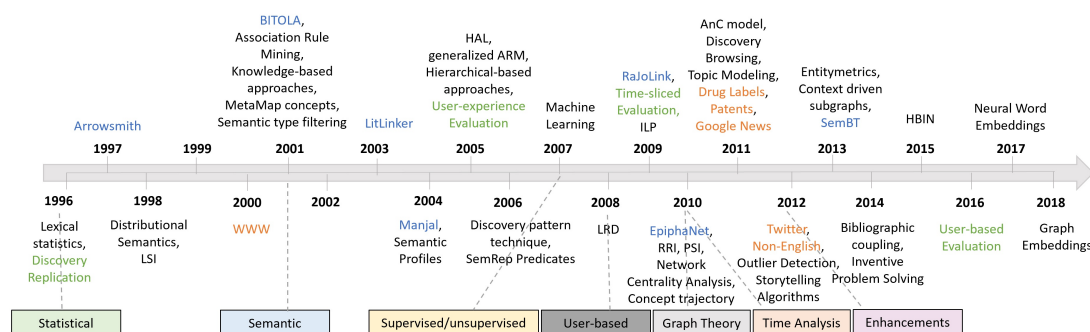 BITOLA,
Association Rule
Mining,
Knowledge-based
approaches,
MetaMap concepts,
Semantic type filtering
HAL,
generalized ARM,
Hierarchical-based
approaches,
User-experience
Evaluation
AnC model,
Discovery
Browsing,
Topic Modeling,
Drug Labels,
Patents,
Google News
RaJoLink,
Time-sliced
Evaluation,
ILP
Entitymetrics,
Context driven
subgraphs,
SemBT
Arrowsmith
LitLinker
Machine
Learning
HBIN
Neural Word
Embeddings
1997 1999 2001 2003 2005 2007 2009 2011 2013 2015 2017
1996 1998 2000 2002 2004 2006 2008 2010 2012 2014 2016 2018
Lexical
statistics,
Discovery
Replication
Distributional
Semantics,
LSI
WWW
Manjal,
Semantic
Profiles
Discovery pattern
technique,
SemRep Predicates
LRD
EpiphaNet,
RRI, PSI,
Network
Centrality Analysis,
Concept trajectory
Twitter,
Non-English,
Outlier Detection,
Storytelling
Algorithms
Bibliographic
coupling,
Inventive
Problem Solving
User-based
Evaluation
Graph
Embeddings
Statistical
Semantic
Supervised/unsupervised
User-based
Graph Theory
Time Analysis
Enhancements